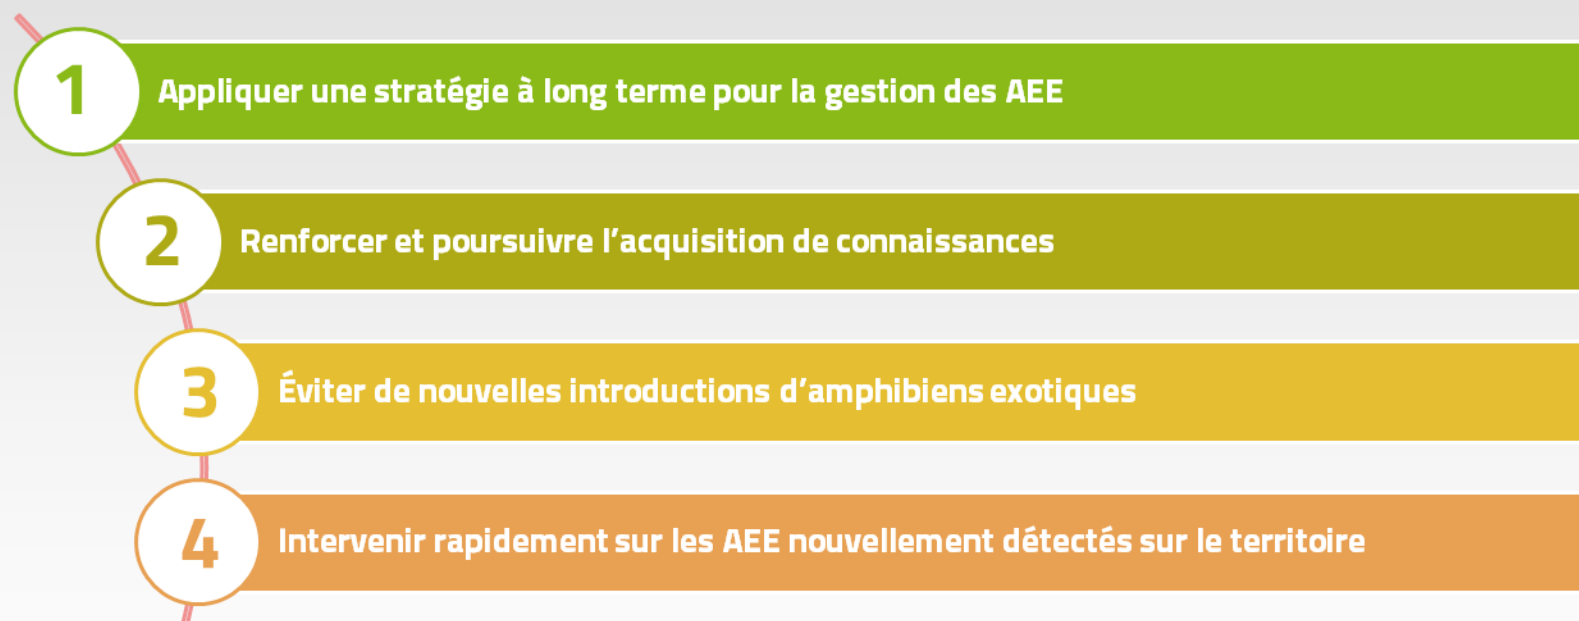 1
Appliquer une stratégie à long terme pour la gestion des AEE
2
Renforcer et poursuivre l’acquisition de connaissances
3
Éviter de nouvelles introductions d’amphibiens exotiques
4
Intervenir rapidement sur les AEE nouvellement détectés sur le territoire